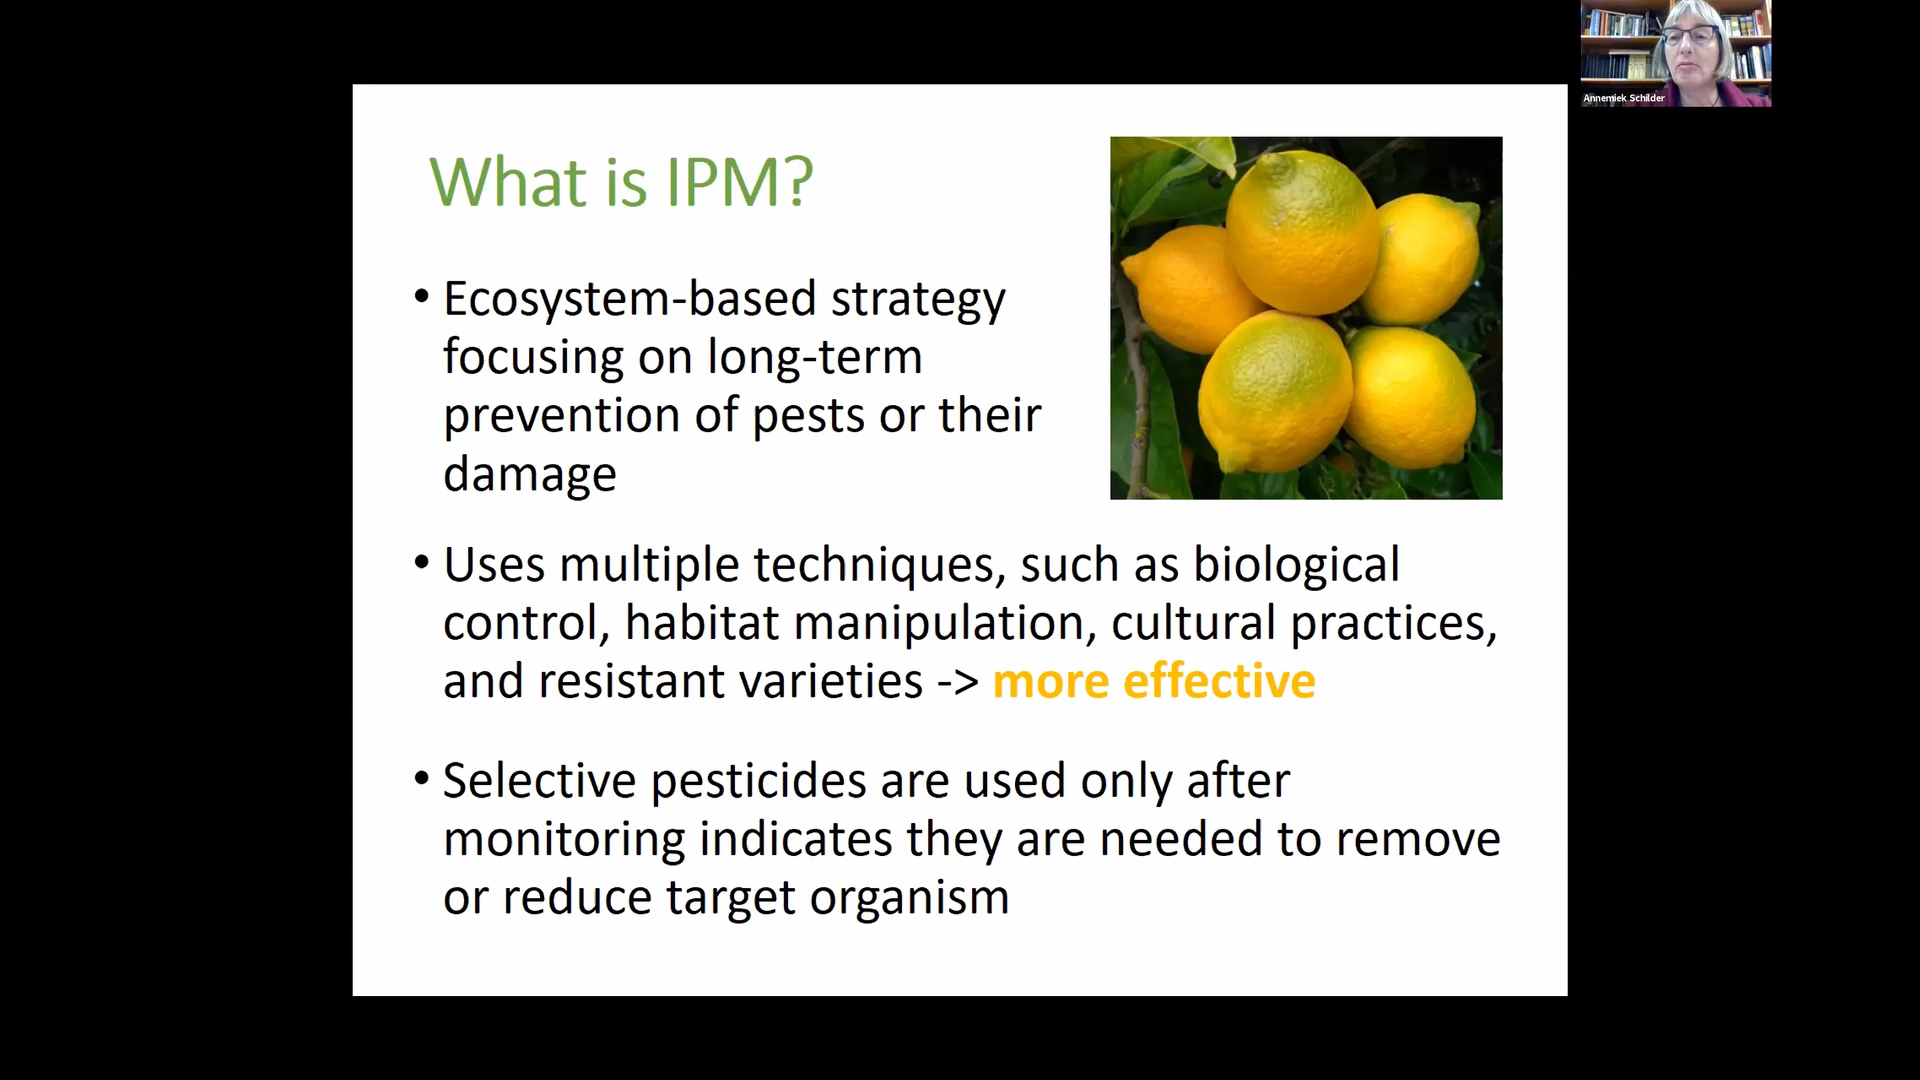 Annemiek Schilder
What is IPM?
• Ecosystem-based strategy
focusing on long-term
prevention of pests or their
damage
• Uses multiple techniques, such as biological
control, habitat manipulation, cultural practices,
and resistant varieties -> more effective
• Selective pesticides are used only after
monitoring indicates they are needed to remove
or reduce target organism